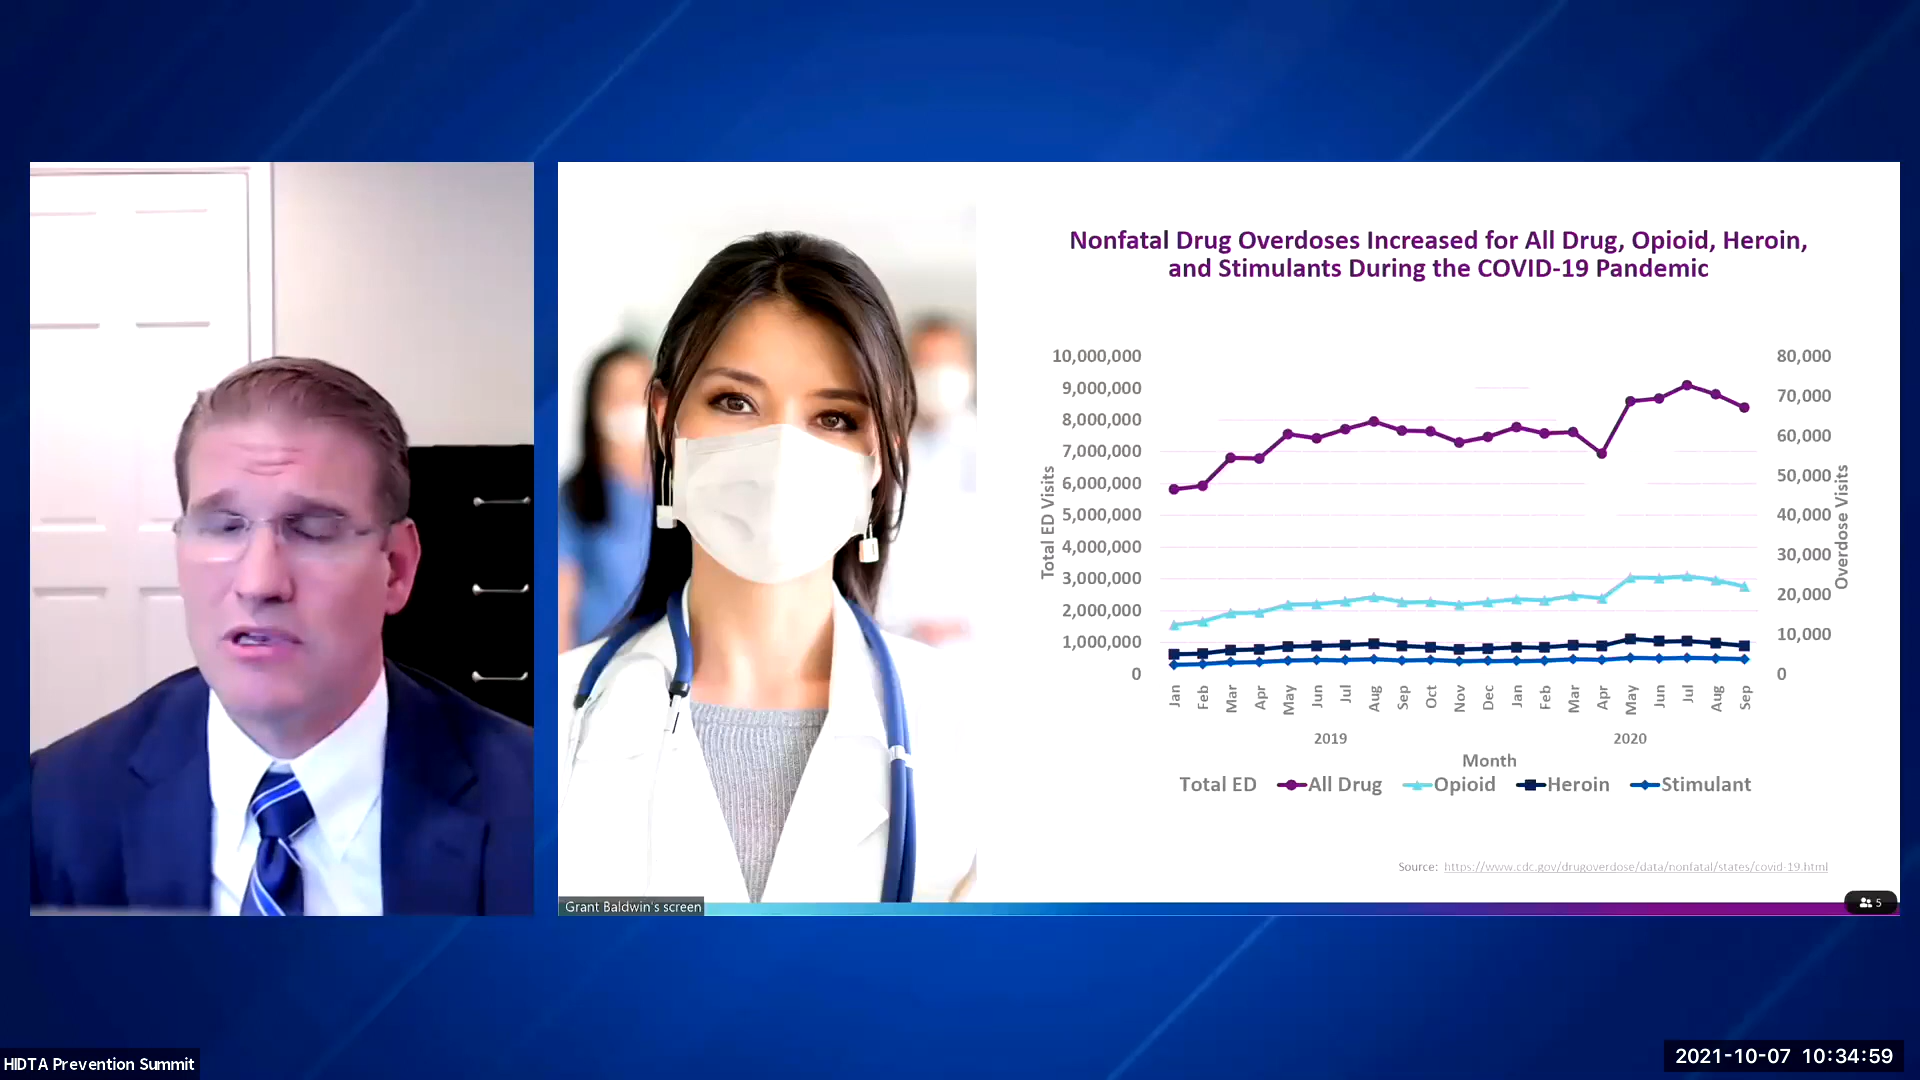 Nonfatal Drug Overdoses Increased for All Drug, Opioid, Heroin,
and Stimulants During the COVID-19 Pandemic
10,000,000
9,000,000
8,000,000
7,000,000
6,000,000
5,000,000
4,000,000
3,000,000
2,000,000
1,000,000
0
Total ED Visits
80,000
70,000
60,000
50,000
40,000
30,000
20,000
10,000
0
Overdose Visits
Jan Feb Mar Apr May Jun Jul Aug Sep Oct Nov Dec Jan Feb Mar Apr May Jun Jul Aug Sep
2019 2020
Month
Total ED All Drug Opioid Heroin Stimulant
Source: https://www.cdc.gov/drugoverdose/data/nonfatal/states/covid-19.html
Grant Baldwin's screen
5
HIDTA Prevention Summit
2021-10-07 10:34:59